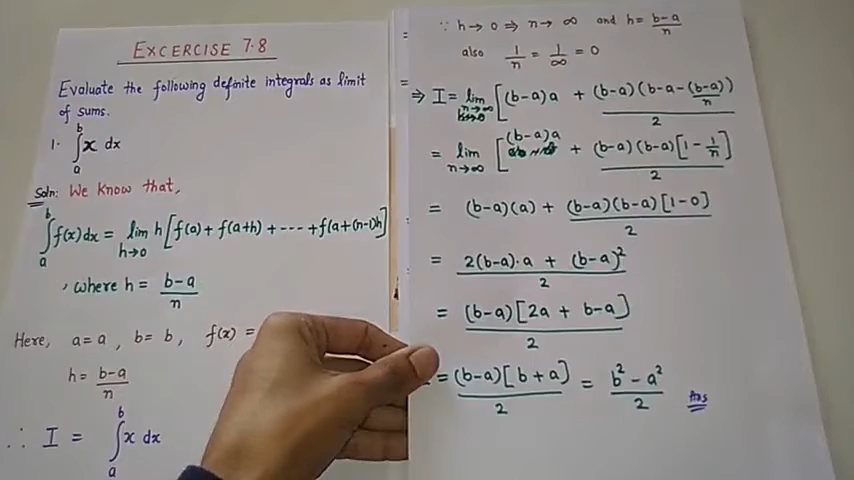 EXCERCISE 7.8
Evaluate the following definite integrals as limit
of sums.
1. ∫ₐᵇ x dx
Soln: We know that,
∫ₐᵇ f(x)dx = lim h→0 h[f(a) + f(a+h) + ---- + f(a+(n-1)h]
, where h = (b-a)/n
Here, a = a , b = b, f(x) =
h = (b-a)/n
∴ I = ∫ₐᵇ x dx
∵ h→0 ⇒ n→∞ and h = (b-a)/n
also 1/n = 1/∞ = 0
⇒ I = lim n→∞ [(b-a)a + (b-a)(b-a-(b-a)/n)/2
= lim n→∞ [(b-a)a + (b-a)(b-a)[1 - 1/n]/2
= (b-a)(a) + (b-a)(b-a)[1-0]/2
= 2(b-a)·a + (b-a)²/2
= (b-a)[2a + b-a]/2
= (b-a)[b+a]/2 = b² - a²/2 Ans